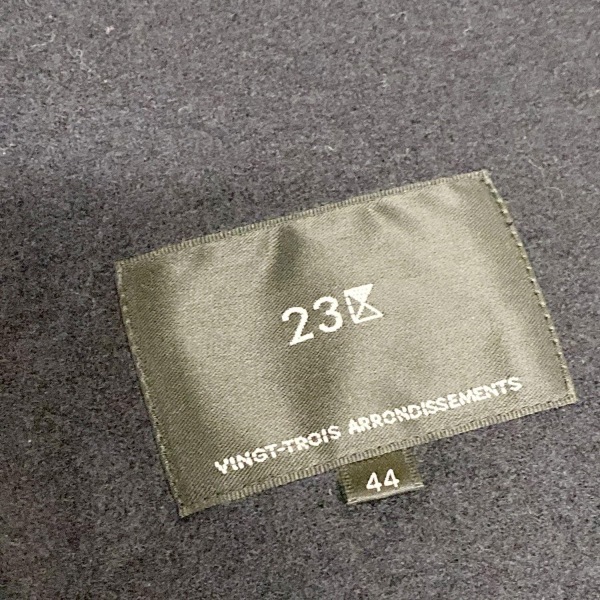 23区
VINGT-TROIS ARRONDISSEMENTS
44